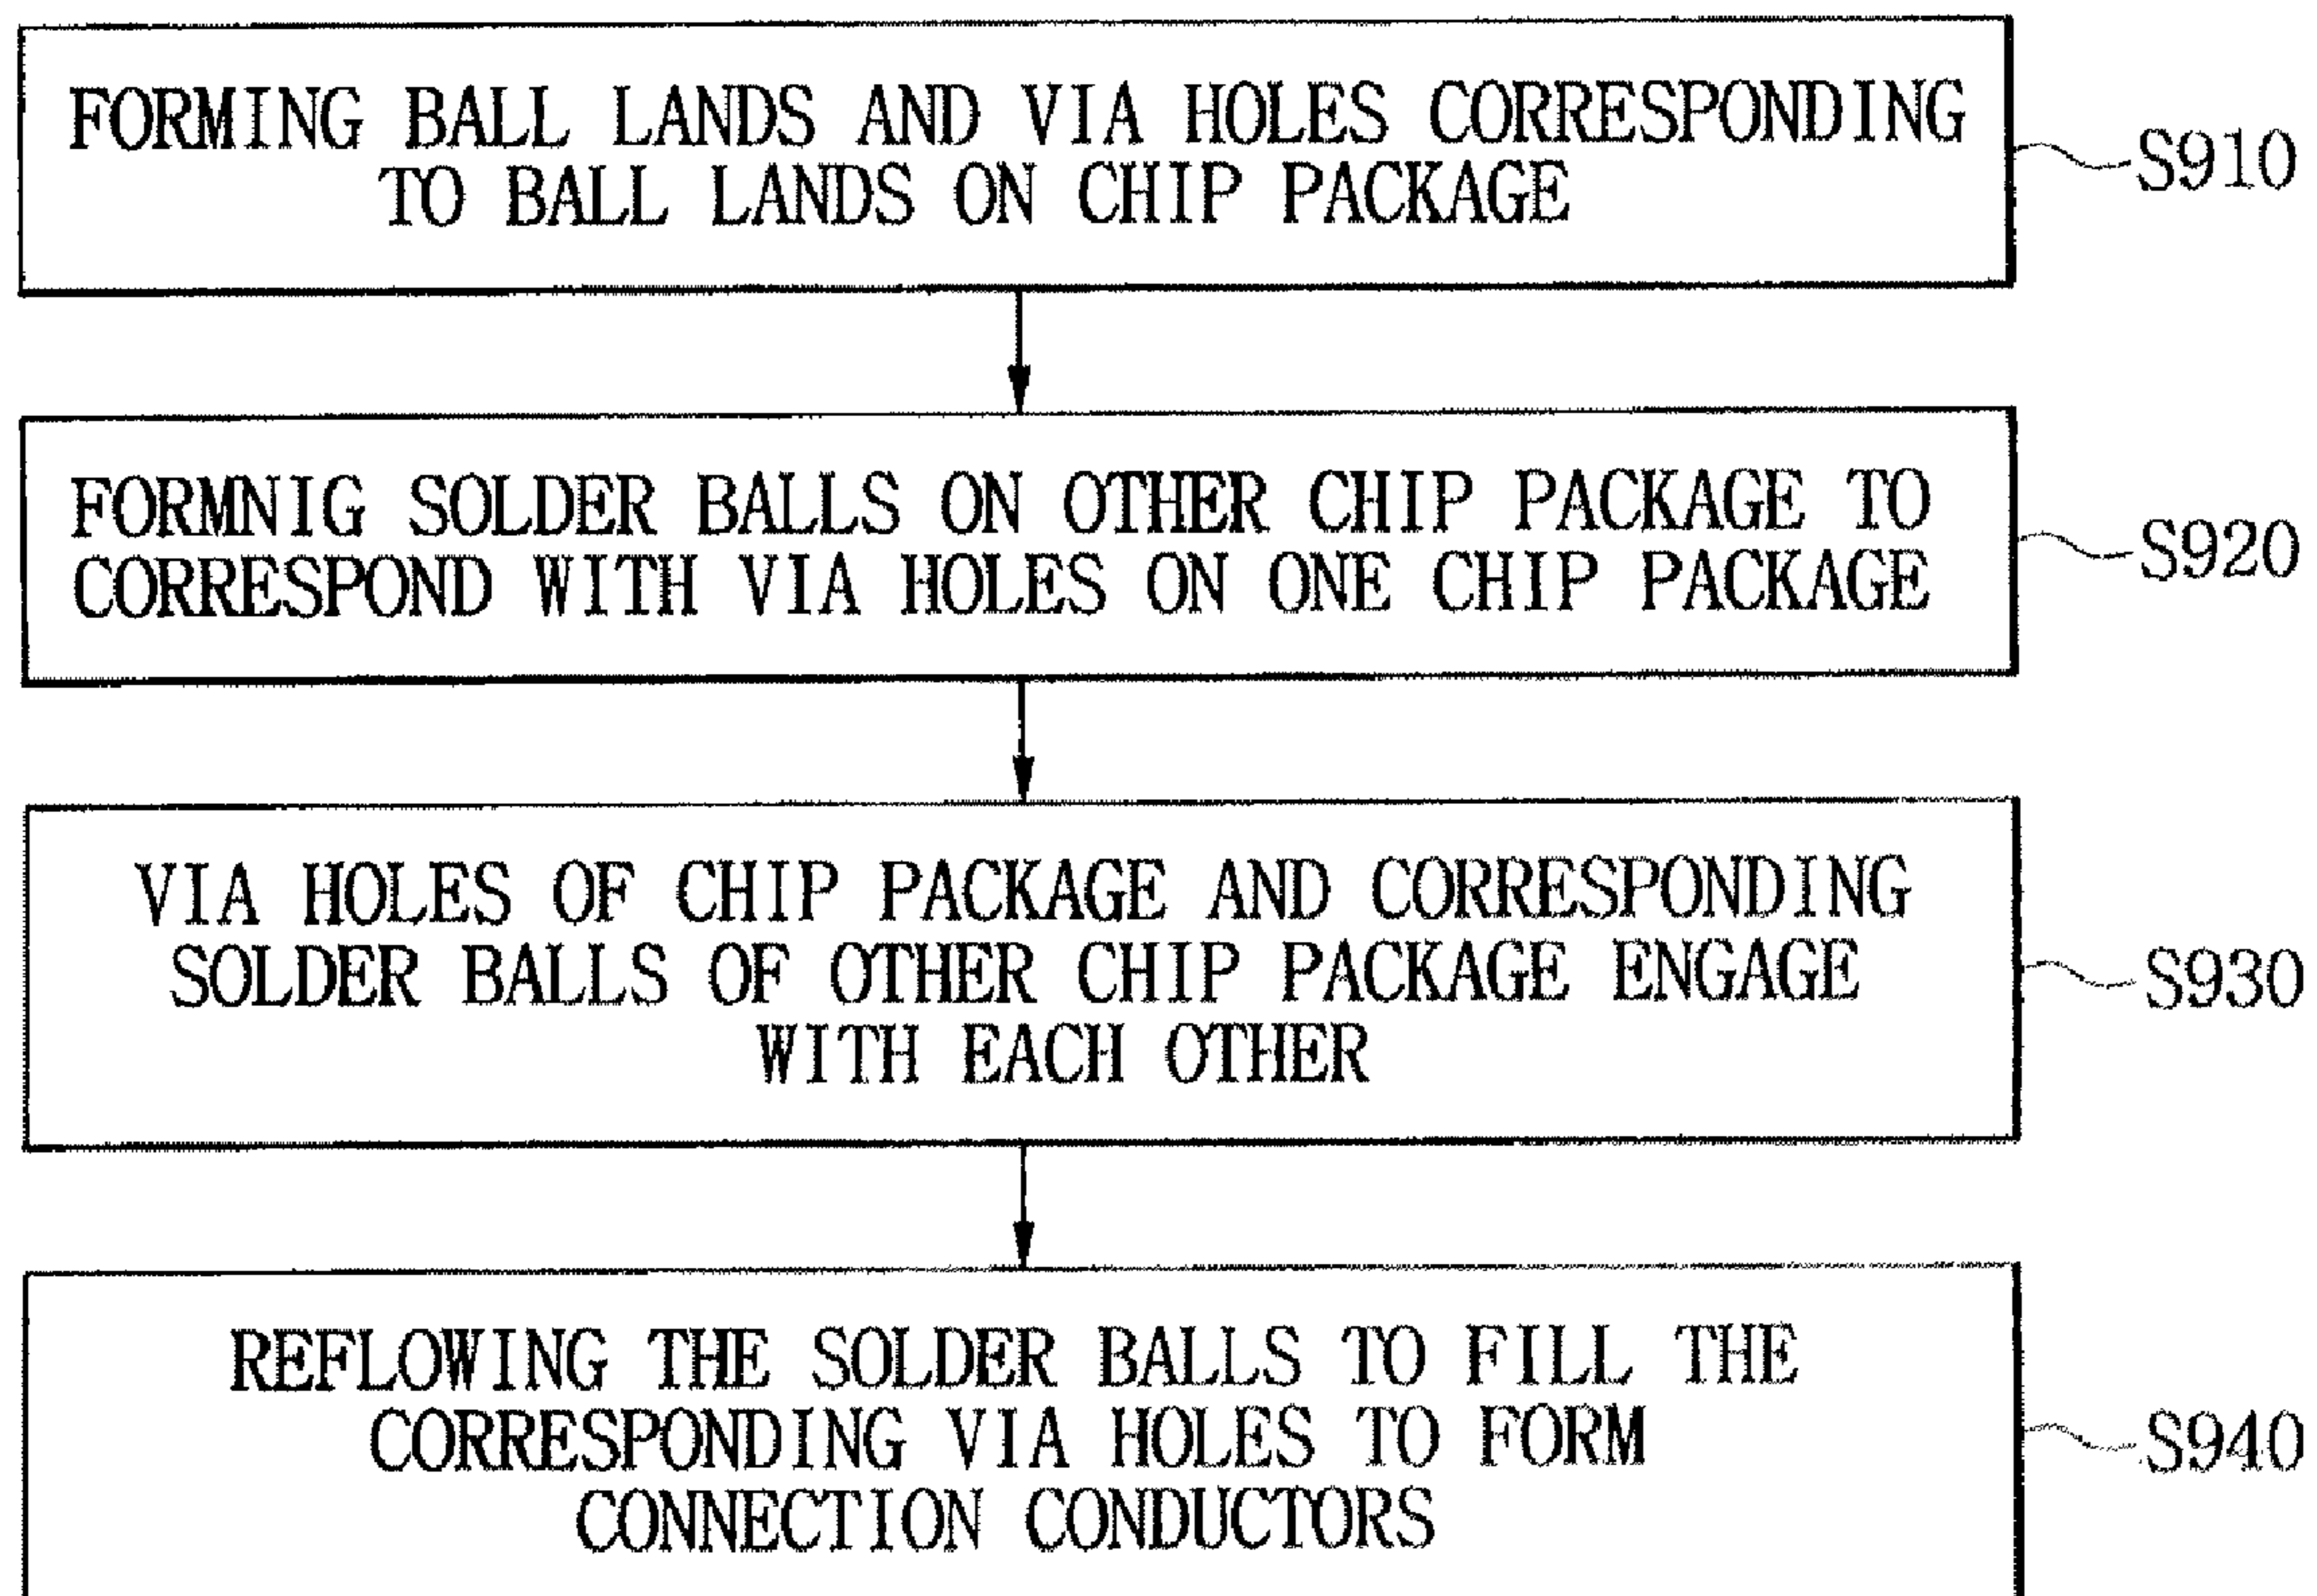 FORMING BALL LANDS AND VIA HOLES CORRESPONDING
TO BALL LANDS ON CHIP PACKAGE
S910
FORMNIG SOLDER BALLS ON OTHER CHIP PACKAGE TO
CORRESPOND WITH VIA HOLES ON ONE CHIP PACKAGE
S920
VIA HOLES OF CHIP PACKAGE AND CORRESPONDING
SOLDER BALLS OF OTHER CHIP PACKAGE ENGAGE
WITH EACH OTHER
S930
REFLOWING THE SOLDER BALLS TO FILL THE
CORRESPONDING VIA HOLES TO FORM
CONNECTION CONDUCTORS
S940